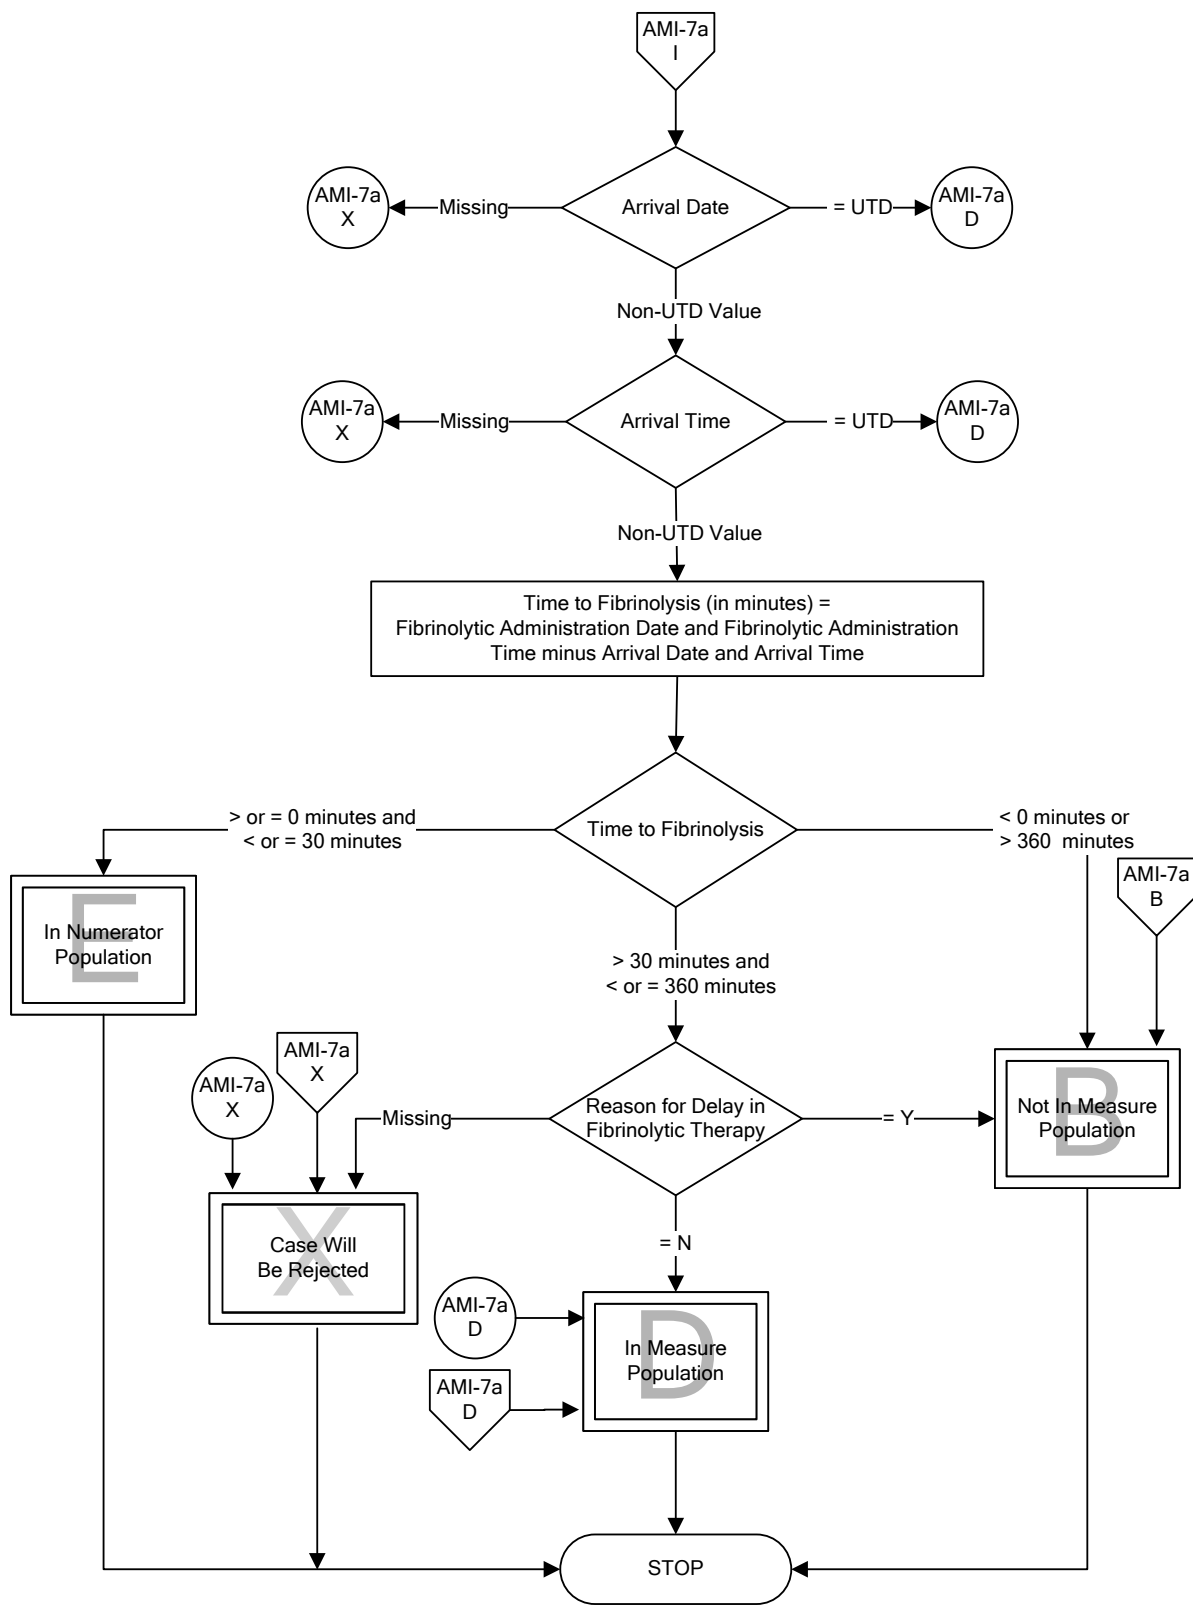 AMI-7a
I
AMI-7a
X
Missing
Arrival Date
= UTD
AMI-7a
D
Non-UTD Value
AMI-7a
X
Missing
Arrival Time
= UTD
AMI-7a
D
Non-UTD Value
Time to Fibrinolysis (in minutes) =
Fibrinolytic Administration Date and Fibrinolytic Administration
Time minus Arrival Date and Arrival Time
> or = 0 minutes and
< or = 30 minutes
Time to Fibrinolysis
< 0 minutes or
> 360 minutes
AMI-7a
B
E
In Numerator
Population
> 30 minutes and
< or = 360 minutes
AMI-7a
X
AMI-7a
X
Missing
Reason for Delay in
Fibrinolytic Therapy
= Y
B
Not In Measure
Population
X
Case Will
Be Rejected
= N
AMI-7a
D
AMI-7a
D
D
In Measure
Population
STOP